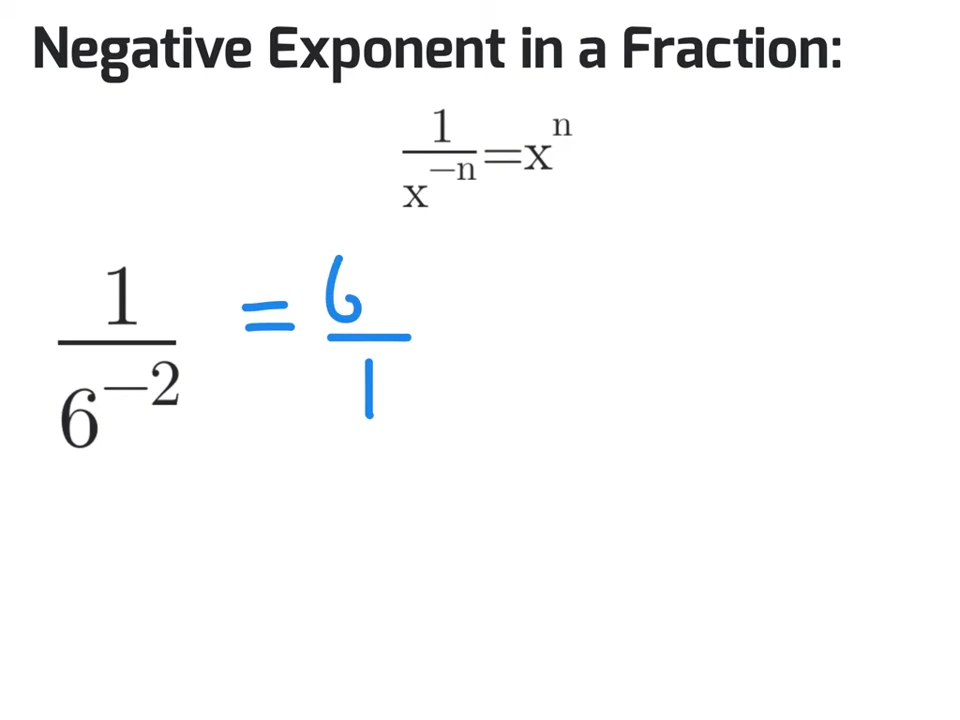 Negative Exponent in a Fraction:
1/x^−n = x^n
1/6^−2 = 6/1